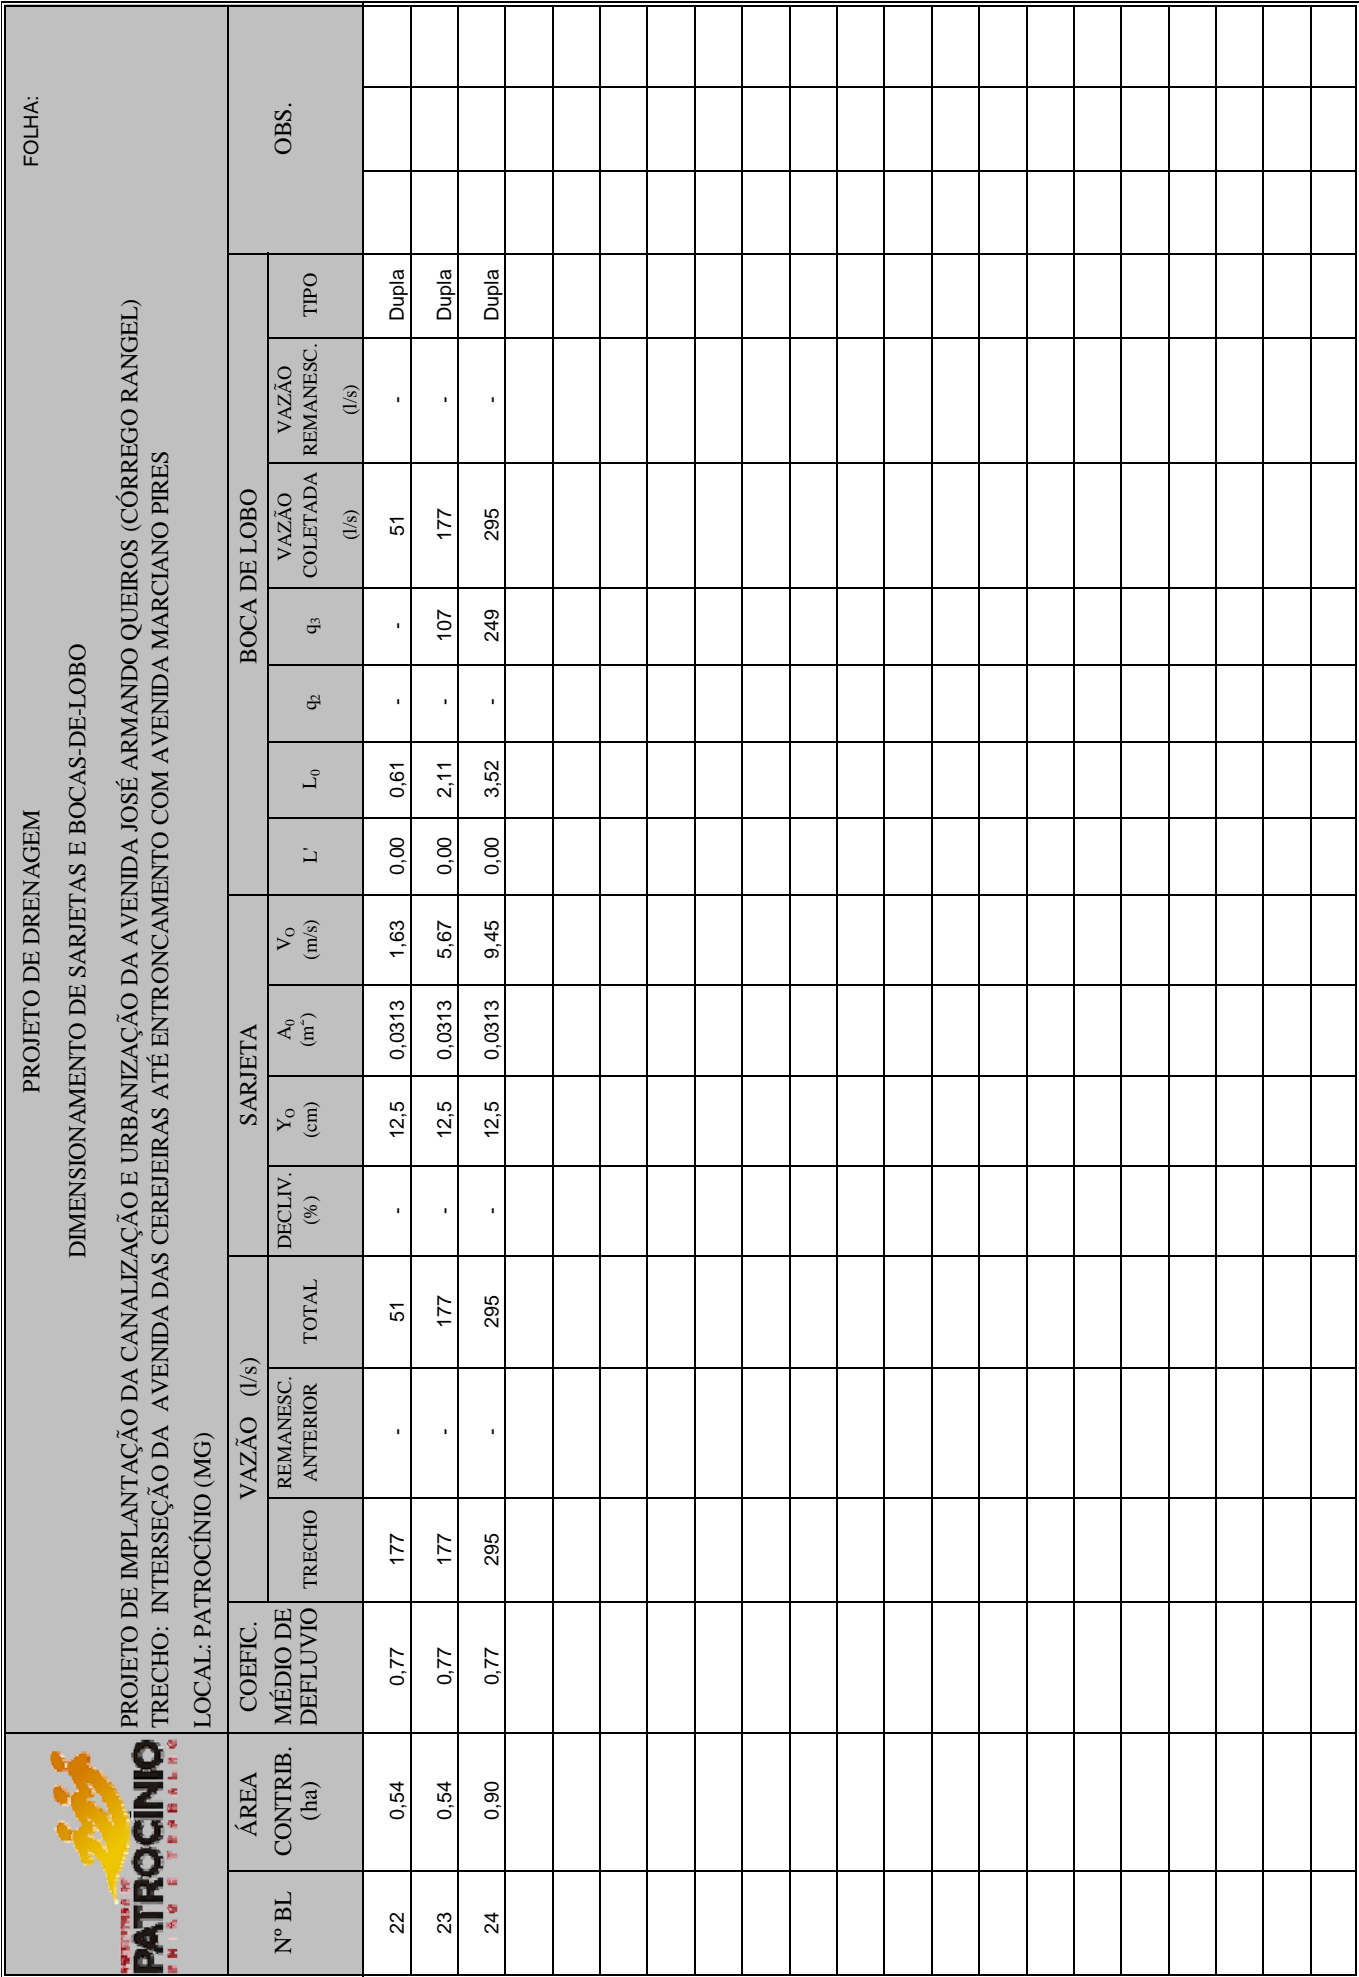 PROJETO DE DRENAGEM
FOLHA:
DIMENSIONAMENTO DE SARJETAS E BOCAS-DE-LOBO
PROJETO DE IMPLANTAÇÃO DA CANALIZAÇÃO E URBANIZAÇÃO DA AVENIDA JOSÉ ARMANDO QUEIROS (CÓRREGO RANGEL)
TRECHO: INTERSEÇÃO DA AVENIDA DAS CEREJEIRAS ATÉ ENTRONCAMENTO COM AVENIDA MARCIANO PIRES
LOCAL: PATROCÍNIO (MG)
PATROCÍNIO
UNIÃO E TRABALHO
Nº BL
ÁREA
CONTRIB.
(ha)
COEFIC.
MÉDIO DE
DEFLUVIO
VAZÃO (l/s)
TRECHO
REMANESC.
ANTERIOR
TOTAL
SARJETA
DECLIV.
(%)
Y₀
(cm)
A₀
(m²)
V₀
(m/s)
BOCA DE LOBO
L'
L₀
q₂
q₃
VAZÃO
COLETADA
(l/s)
VAZÃO
REMANESC.
(l/s)
TIPO
OBS.
22 0,54 0,77 177 - 51 - 12,5 0,0313 1,63 0,00 0,61 - - 51 - Dupla
23 0,54 0,77 177 - 177 - 12,5 0,0313 5,67 0,00 2,11 - 107 177 - Dupla
24 0,90 0,77 295 - 295 - 12,5 0,0313 9,45 0,00 3,52 - 249 295 - Dupla